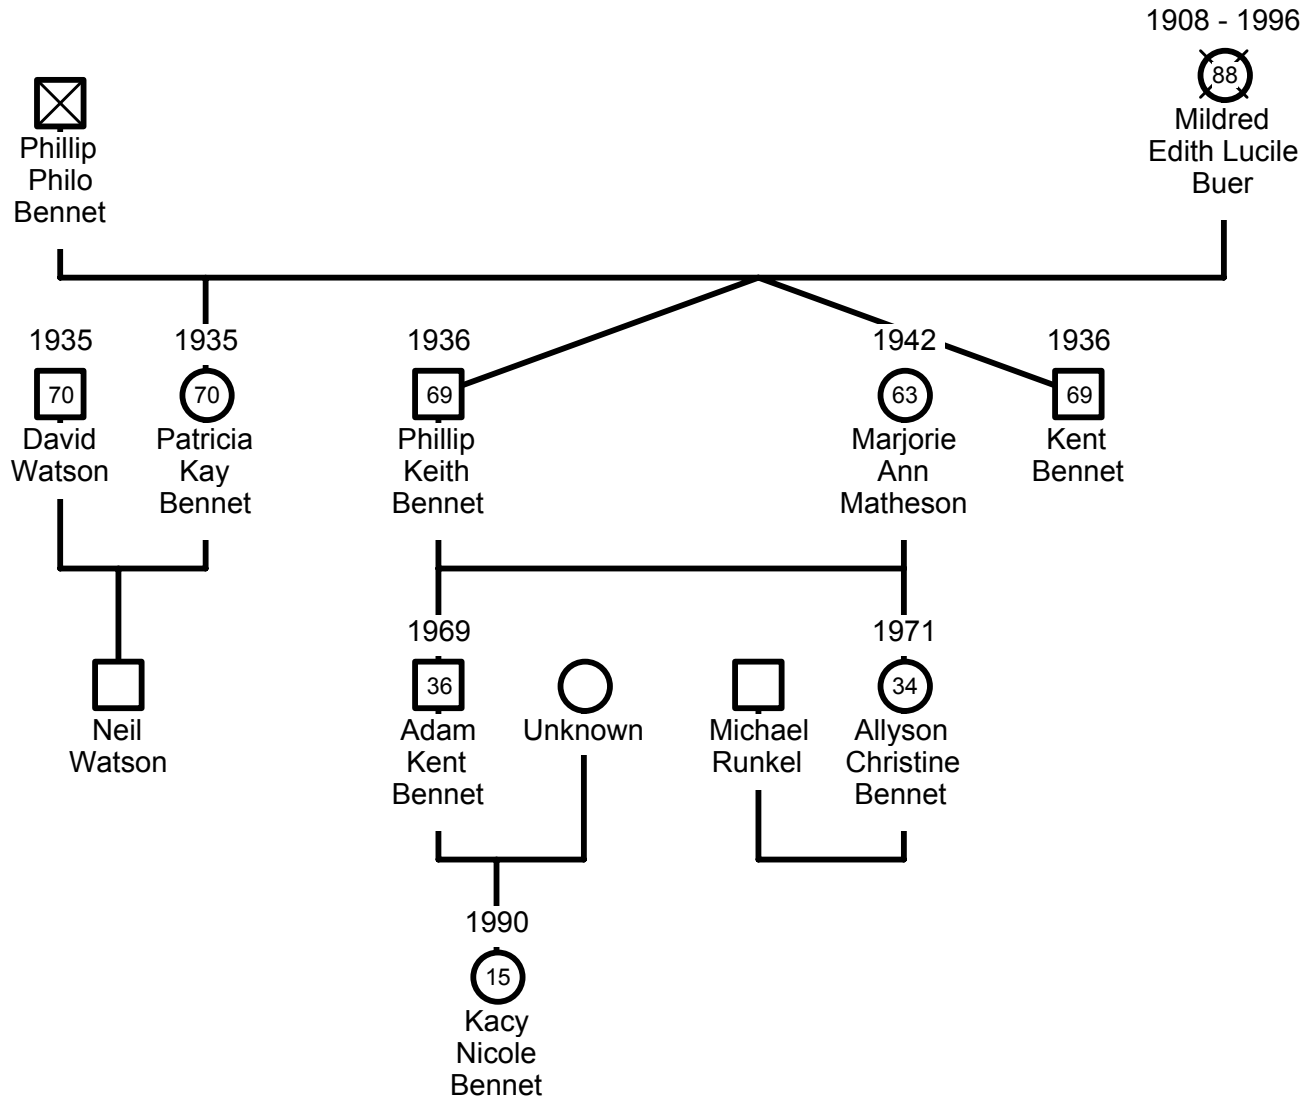 1908 - 1996
88
Mildred
Edith Lucile
Buer
Phillip
Philo
Bennet
1935
70
David
Watson
1935
70
Patricia
Kay
Bennet
1936
69
Phillip
Keith
Bennet
1942
63
Marjorie
Ann
Matheson
1936
69
Kent
Bennet
Neil
Watson
1969
36
Adam
Kent
Bennet
Unknown
Michael
Runkel
1971
34
Allyson
Christine
Bennet
1990
15
Kacy
Nicole
Bennet